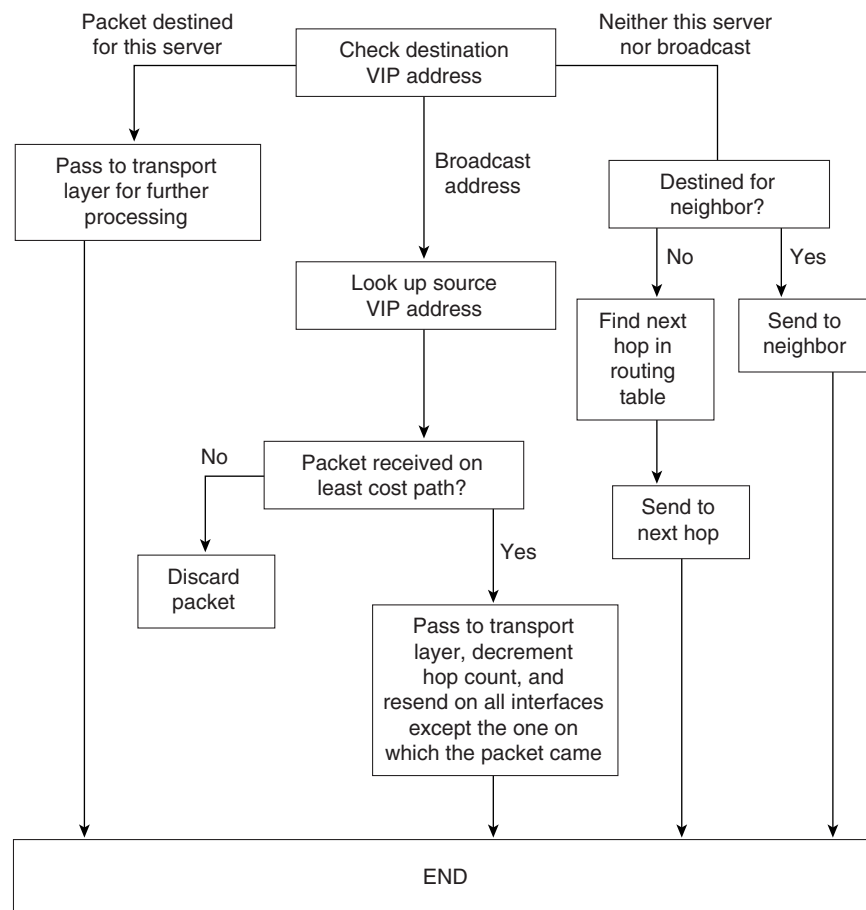 Packet destined
for this server
Neither this server
nor broadcast
Check destination
VIP address
Pass to transport
layer for further
processing
Broadcast
address
Destined for
neighbor?
No
Yes
Look up source
VIP address
Find next
hop in
routing
table
Send to
neighbor
No
Packet received on
least cost path?
Send to
next hop
Yes
Discard
packet
Pass to transport
layer, decrement
hop count, and
resend on all interfaces
except the one on
which the packet came
END